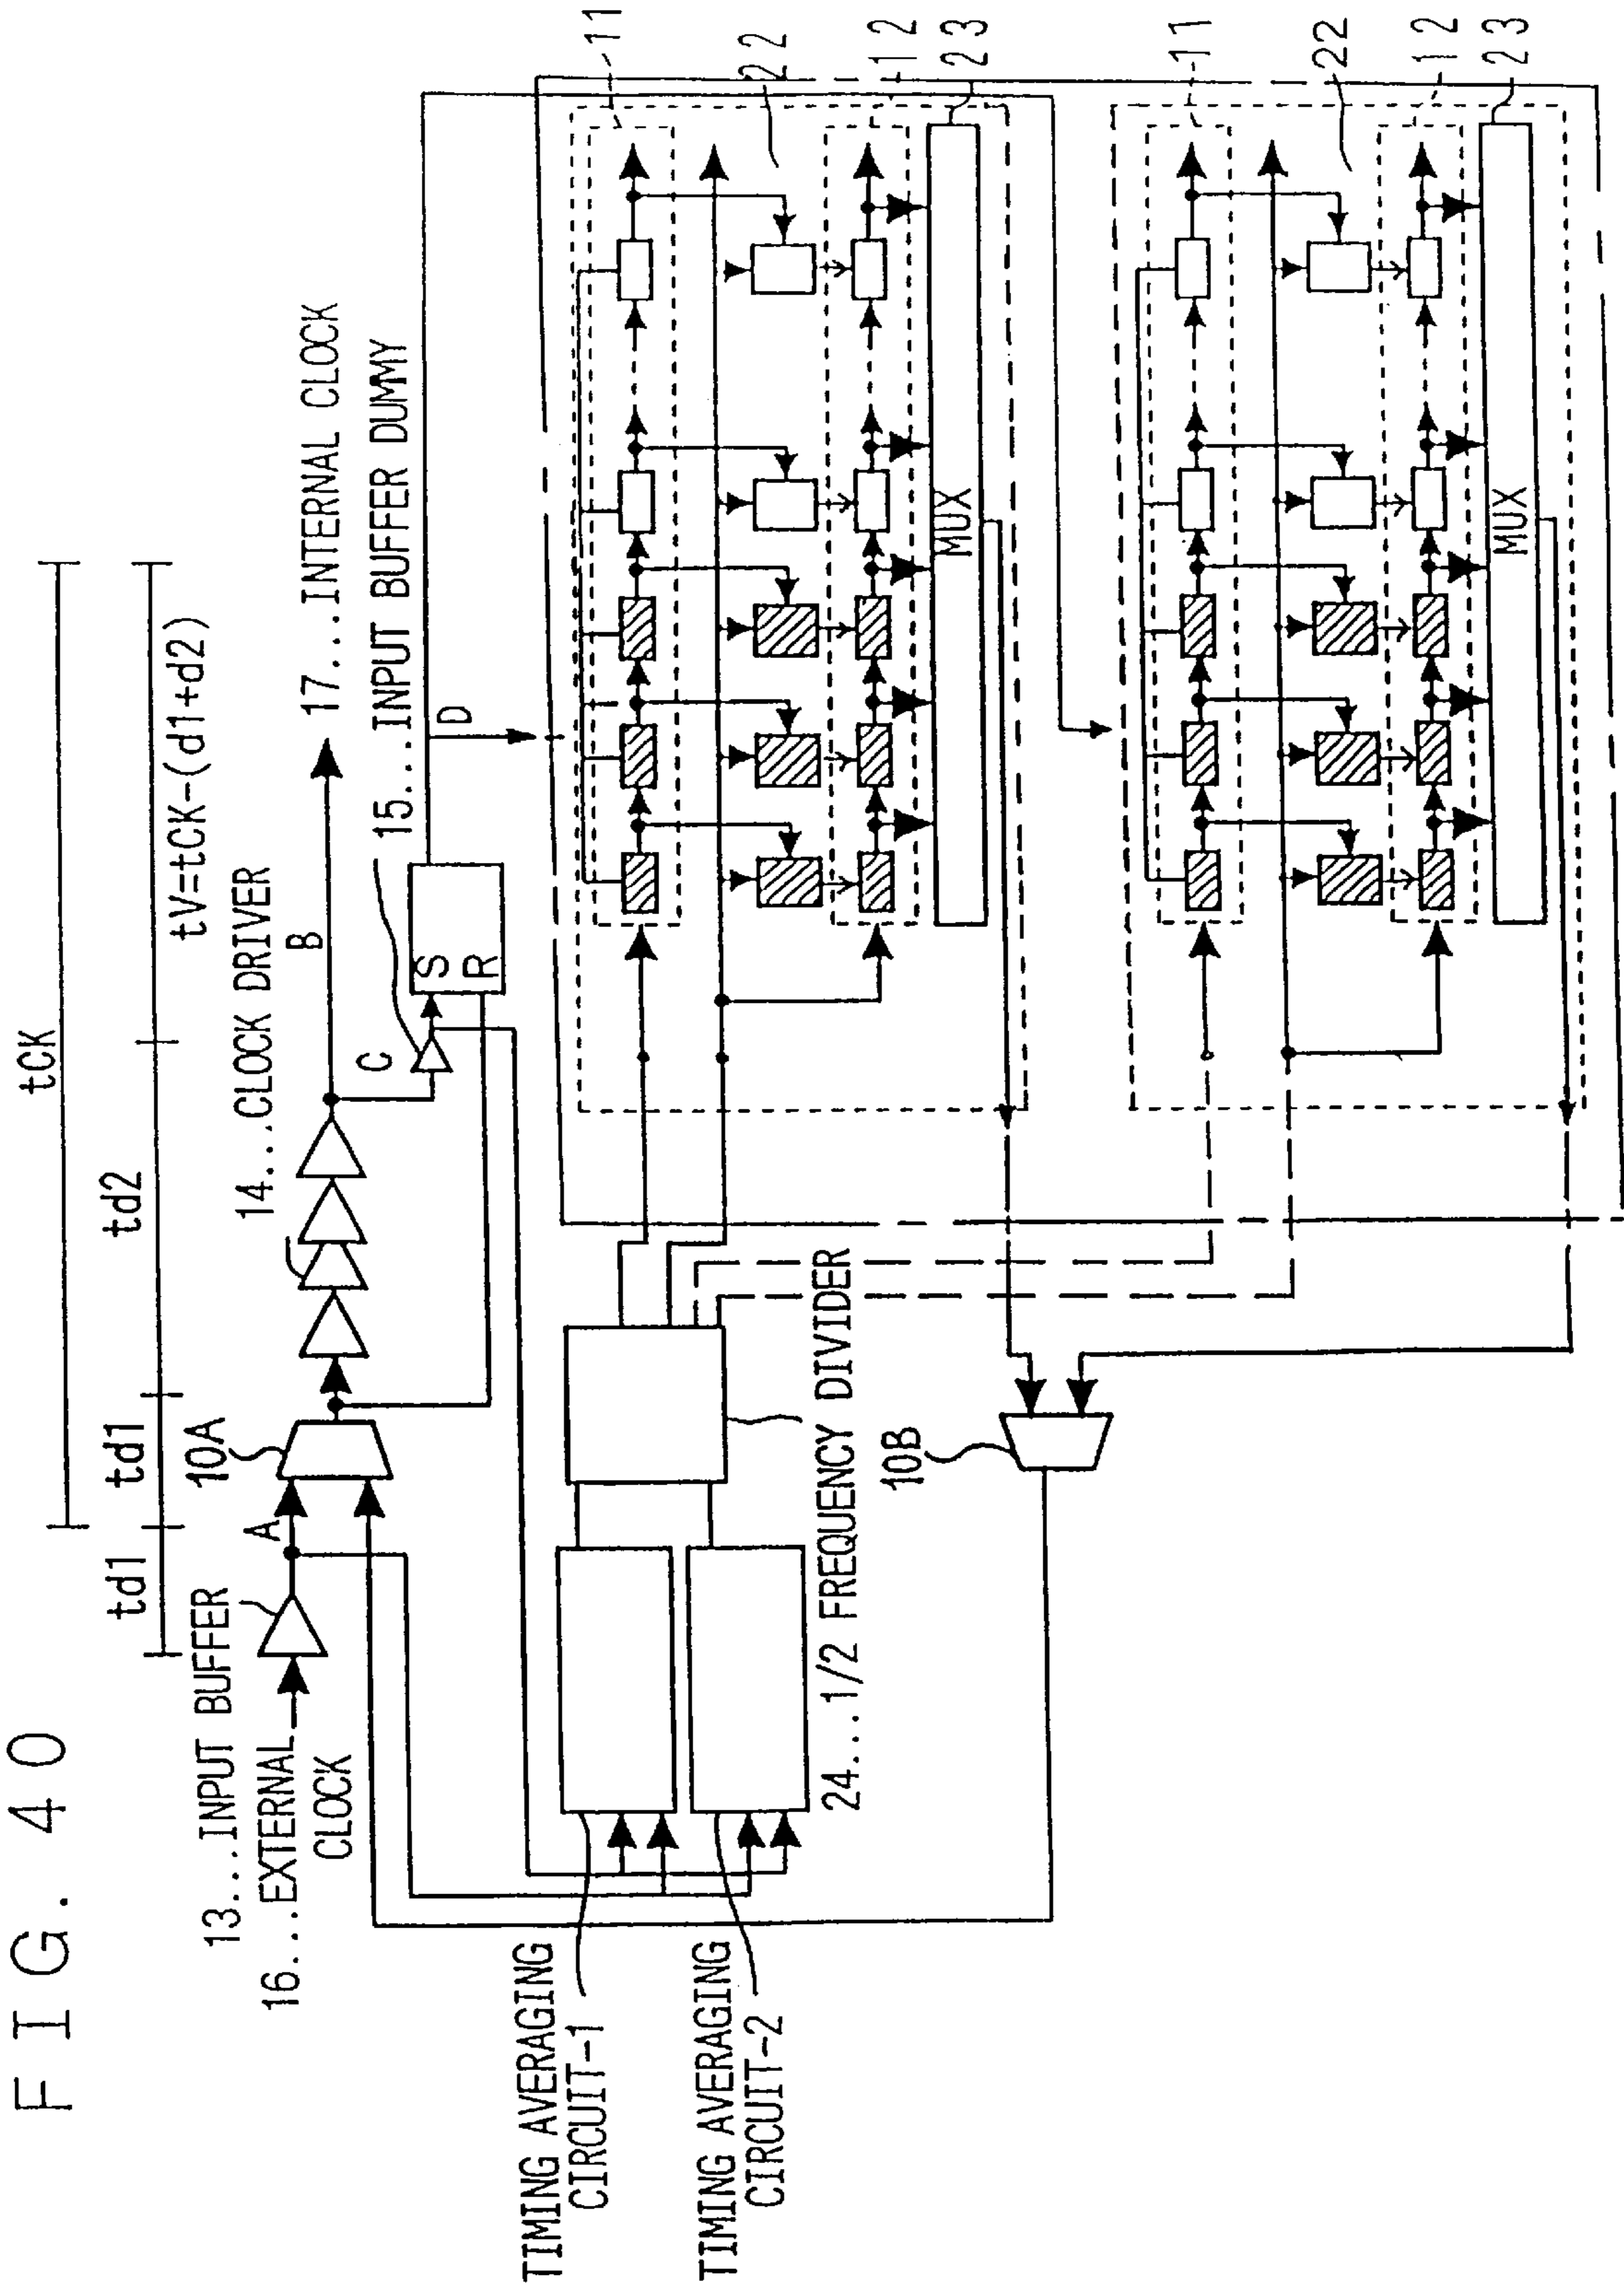 FIG. 40
tCK
td1
td1
td2
tV=tCK-(d1+d2)
13...INPUT BUFFER
16...EXTERNAL
CLOCK
A
10A
14...CLOCK DRIVER
B
17...INTERNAL CLOCK
C
15...INPUT BUFFER DUMMY
S
R
D
TIMING AVERAGING
CIRCUIT-1
TIMING AVERAGING
CIRCUIT-2
24...1/2 FREQUENCY DIVIDER
10B
11
22
12
23
MUX
11
22
12
23
MUX